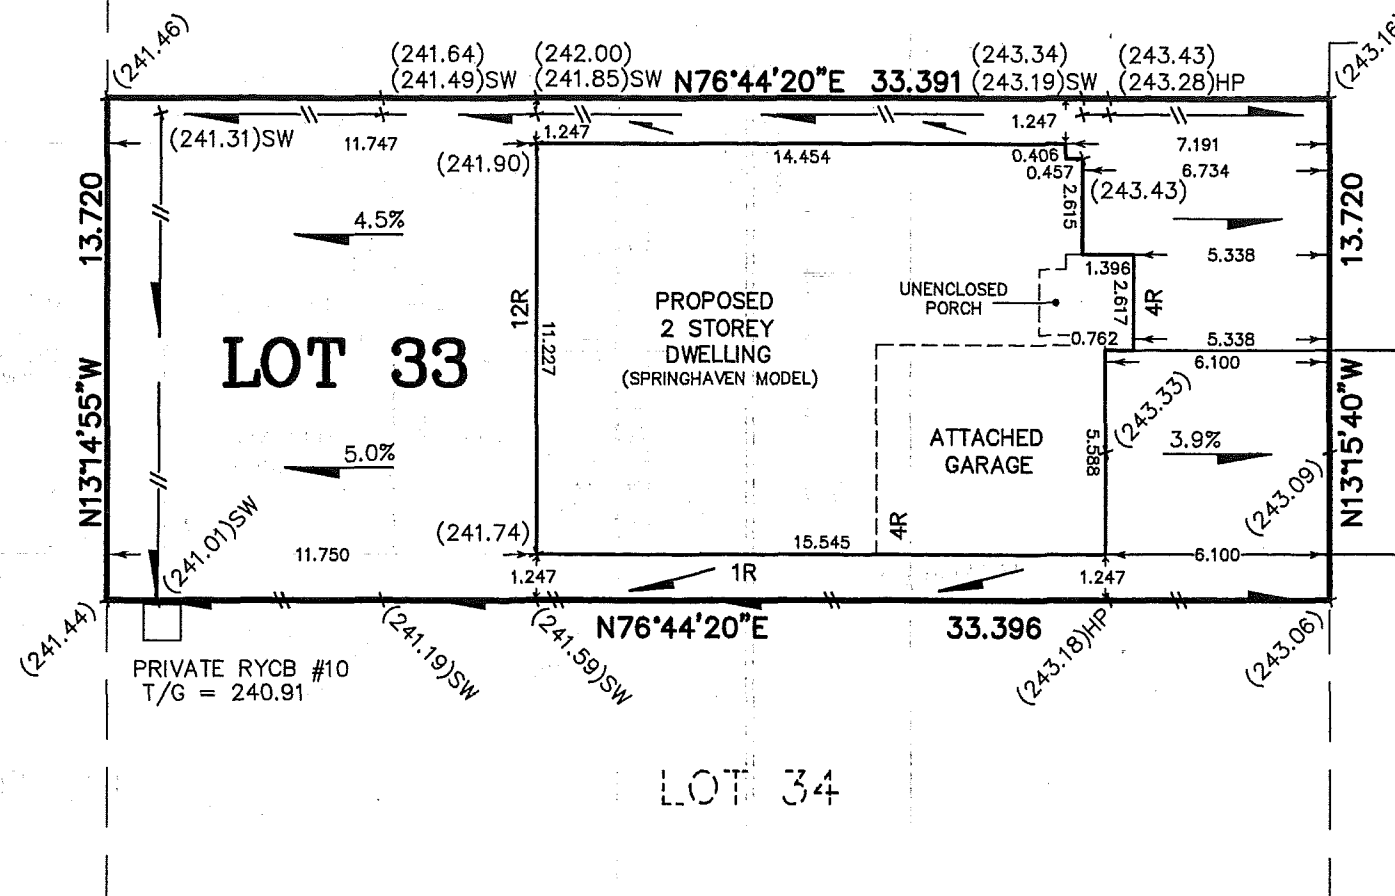 (241.46)
(241.64)
(241.49)SW
(242.00)
(241.85)SW
N76°44'20"E 33.391
(243.34)
(243.19)SW
(243.43)
(243.28)HP
(243.16)
(241.31)SW
11.747
1.247
(241.90)
14.454
1.247
0.406
0.457
7.191
6.734
2.615
(243.43)
13.720
13.720
4.5%
5.338
1.396
2.617
4R
UNENCLOSED
PORCH
0.762
5.338
6.100
12R
11.227
PROPOSED
2 STOREY
DWELLING
(SPRINGHAVEN MODEL)
LOT 33
N13°14'55"W
5.0%
ATTACHED
GARAGE
5.588
(243.33)
3.9%
N13°15'40"W
(243.09)
(241.01)SW
(241.74)
4R
11.750
15.545
6.100
1.247
1R
1.247
(241.44)
(241.19)SW
(241.59)SW
N76°44'20"E 33.396
(243.18)HP
(243.06)
PRIVATE RYCB #10
T/G = 240.91
LOT 34